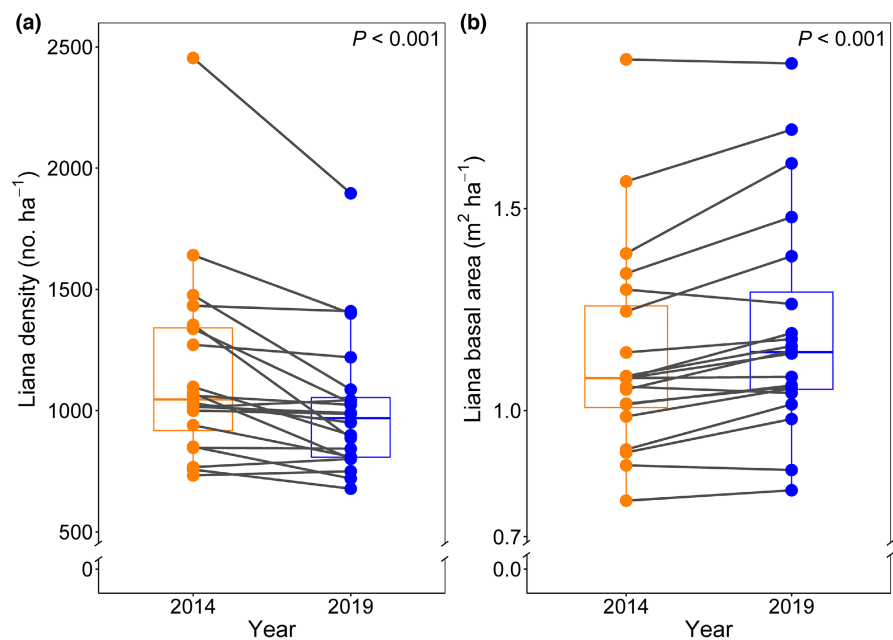 (a)
P < 0.001
Liana density (no. ha⁻¹)
2500
2000
1500
1000
500
0
2014
2019
Year
(b)
P < 0.001
Liana basal area (m² ha⁻¹)
1.5
1.0
0.7
0.0
2014
2019
Year